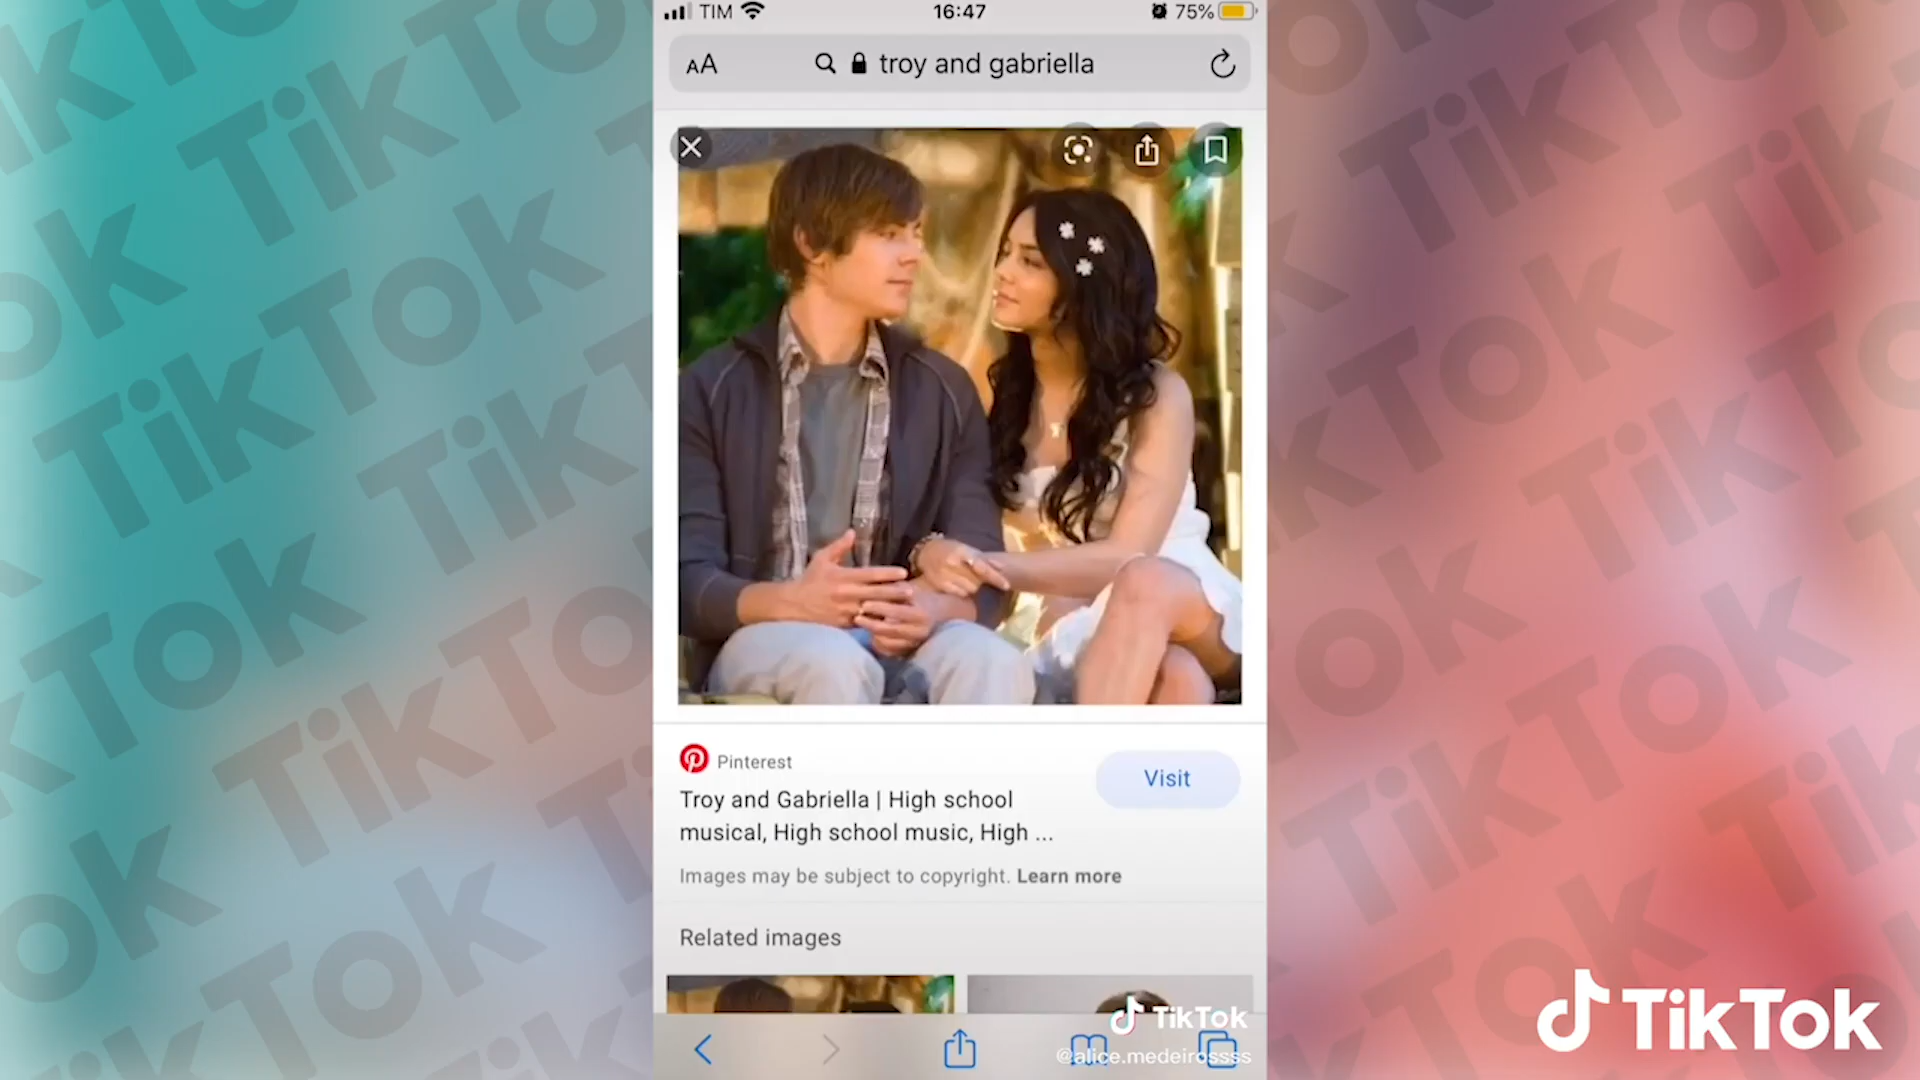 TIM
16:47
75%
AA
troy and gabriella
Pinterest
Visit
Troy and Gabriella | High school
musical, High school music, High ...
Images may be subject to copyright. Learn more
Related images
TikTok
@alice.medeirossss
TikTok